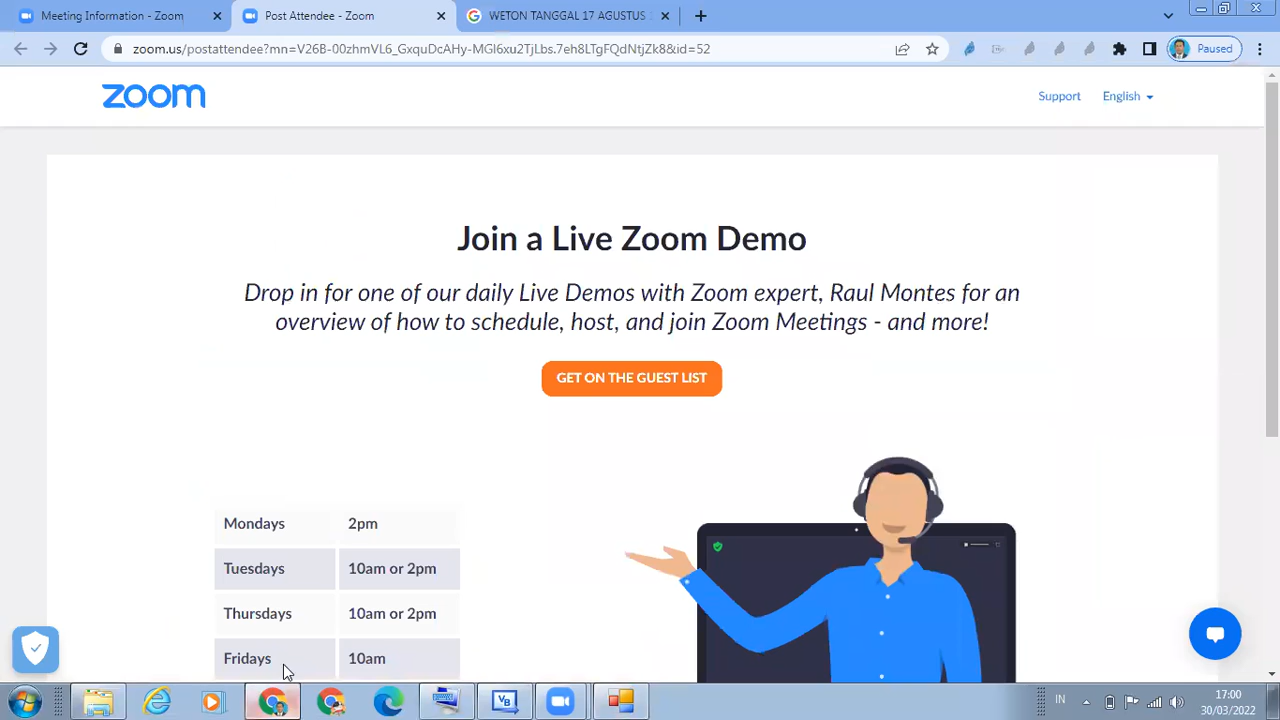 Meeting Information - Zoom
Post Attendee - Zoom
WETON TANGGAL 17 AGUSTUS
zoom.us/postattendee?mn=V26B-00zhmVL6_GxquDcAHy-MGl6xu2TjLbs.7eh8LTgFQdNtjZk8&id=52
Paused
zoom
Support
English
Join a Live Zoom Demo
Drop in for one of our daily Live Demos with Zoom expert, Raul Montes for an
overview of how to schedule, host, and join Zoom Meetings - and more!
GET ON THE GUEST LIST
Mondays 2pm
Tuesdays 10am or 2pm
Thursdays 10am or 2pm
Fridays 10am
IN
17:00
30/03/2022